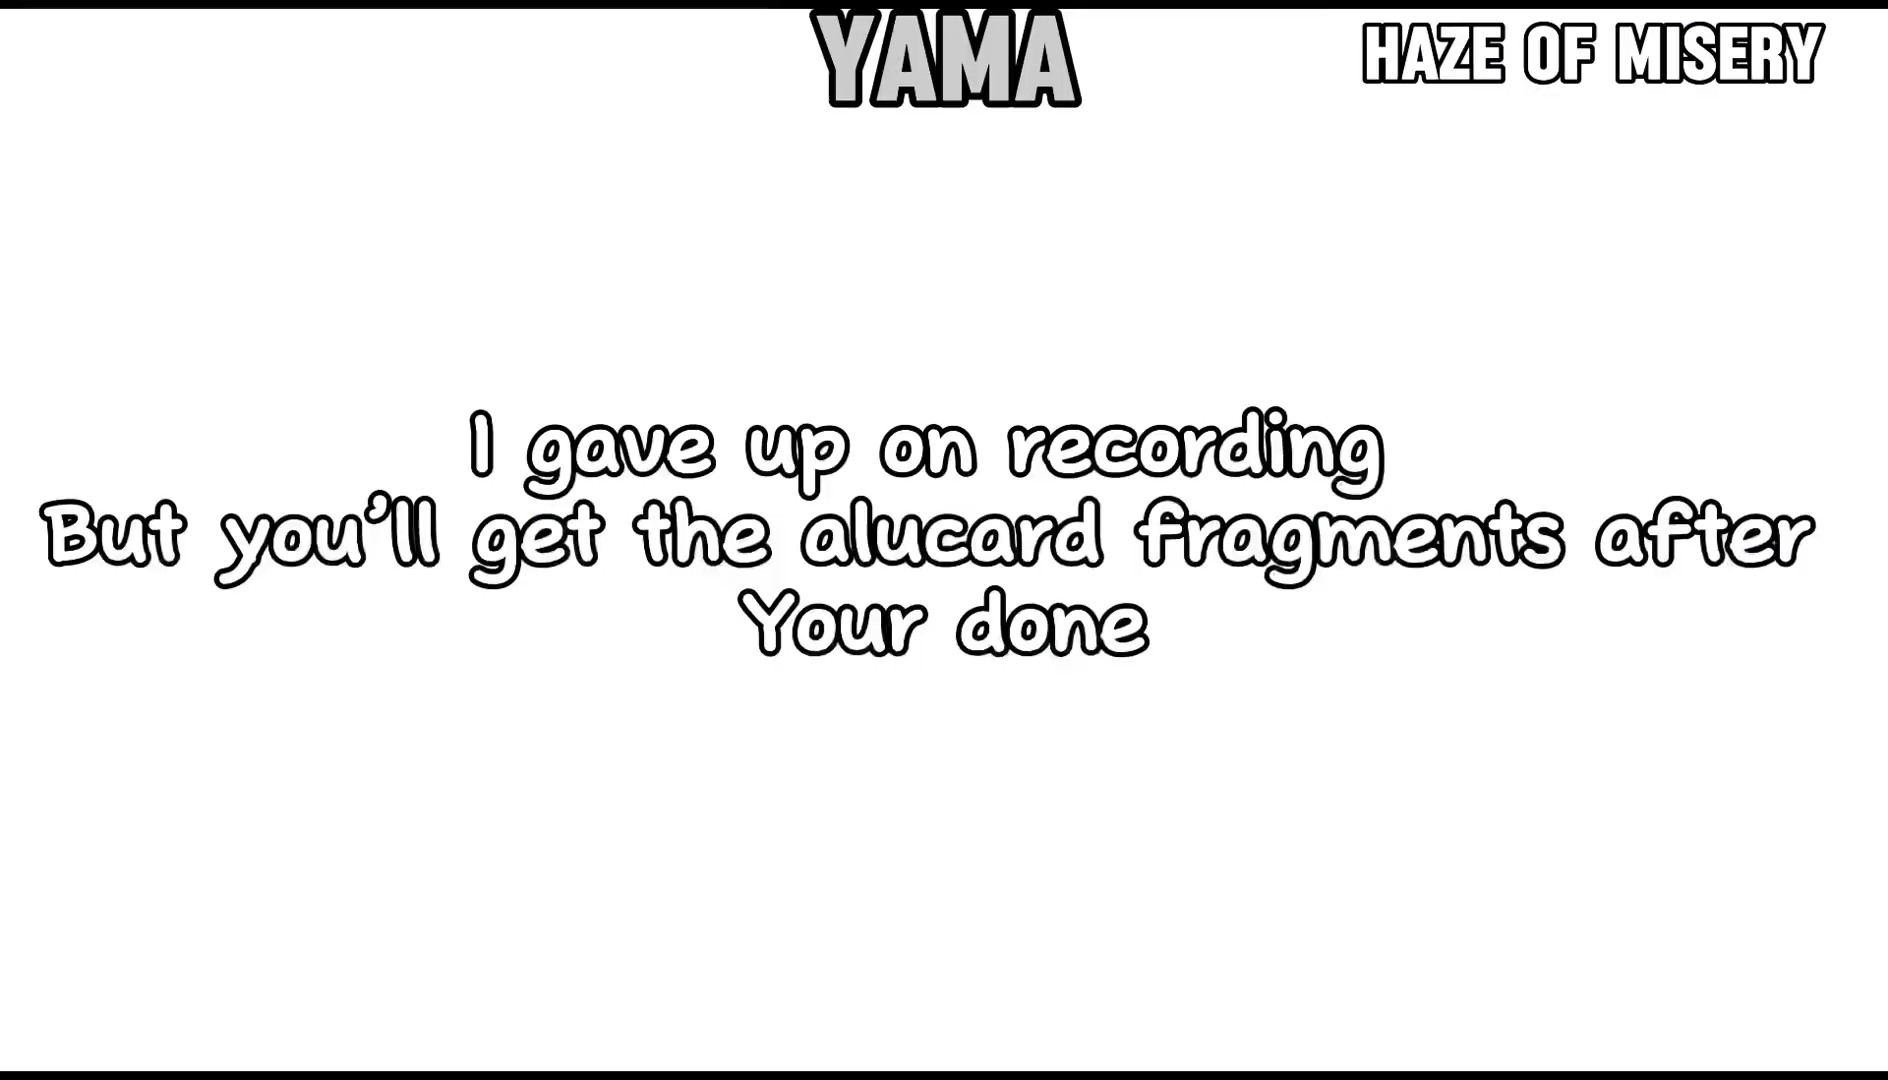 YAMA
HAZE OF MISERY
I gave up on recording
But you’ll get the alucard fragments after
Your done